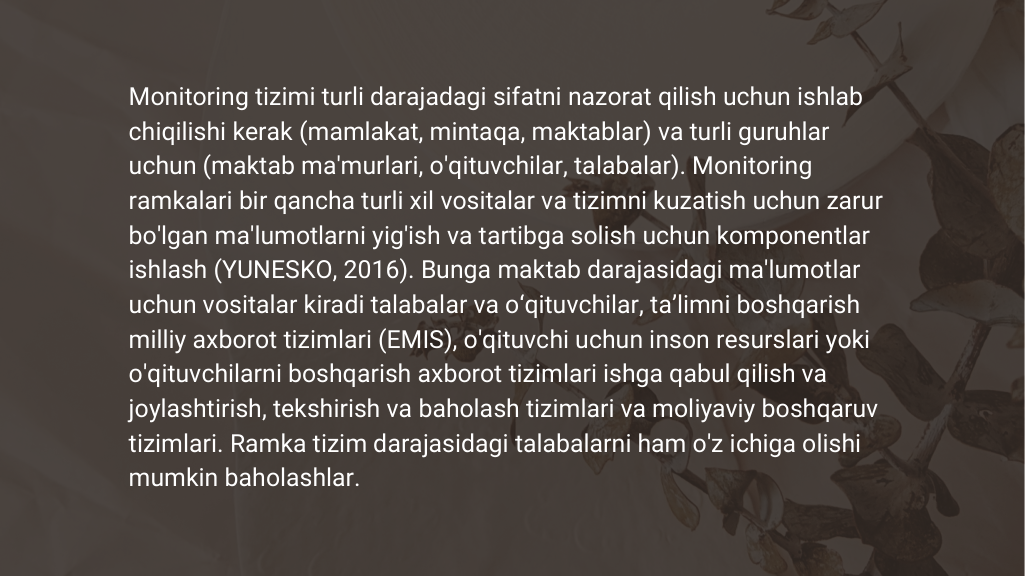 Monitoring tizimi turli darajadagi sifatni nazorat qilish uchun ishlab
chiqilishi kerak (mamlakat, mintaqa, maktablar) va turli guruhlar
uchun (maktab ma'murlari, o'qituvchilar, talabalar). Monitoring
ramkalari bir qancha turli xil vositalar va tizimni kuzatish uchun zarur
bo'lgan ma'lumotlarni yig'ish va tartibga solish uchun komponentlar
ishlash (YUNESKO, 2016). Bunga maktab darajasidagi ma'lumotlar
uchun vositalar kiradi talabalar va o‘qituvchilar, ta’limni boshqarish
milliy axborot tizimlari (EMIS), o'qituvchi uchun inson resurslari yoki
o'qituvchilarni boshqarish axborot tizimlari ishga qabul qilish va
joylashtirish, tekshirish va baholash tizimlari va moliyaviy boshqaruv
tizimlari. Ramka tizim darajasidagi talabalarni ham o'z ichiga olishi
mumkin baholashlar.